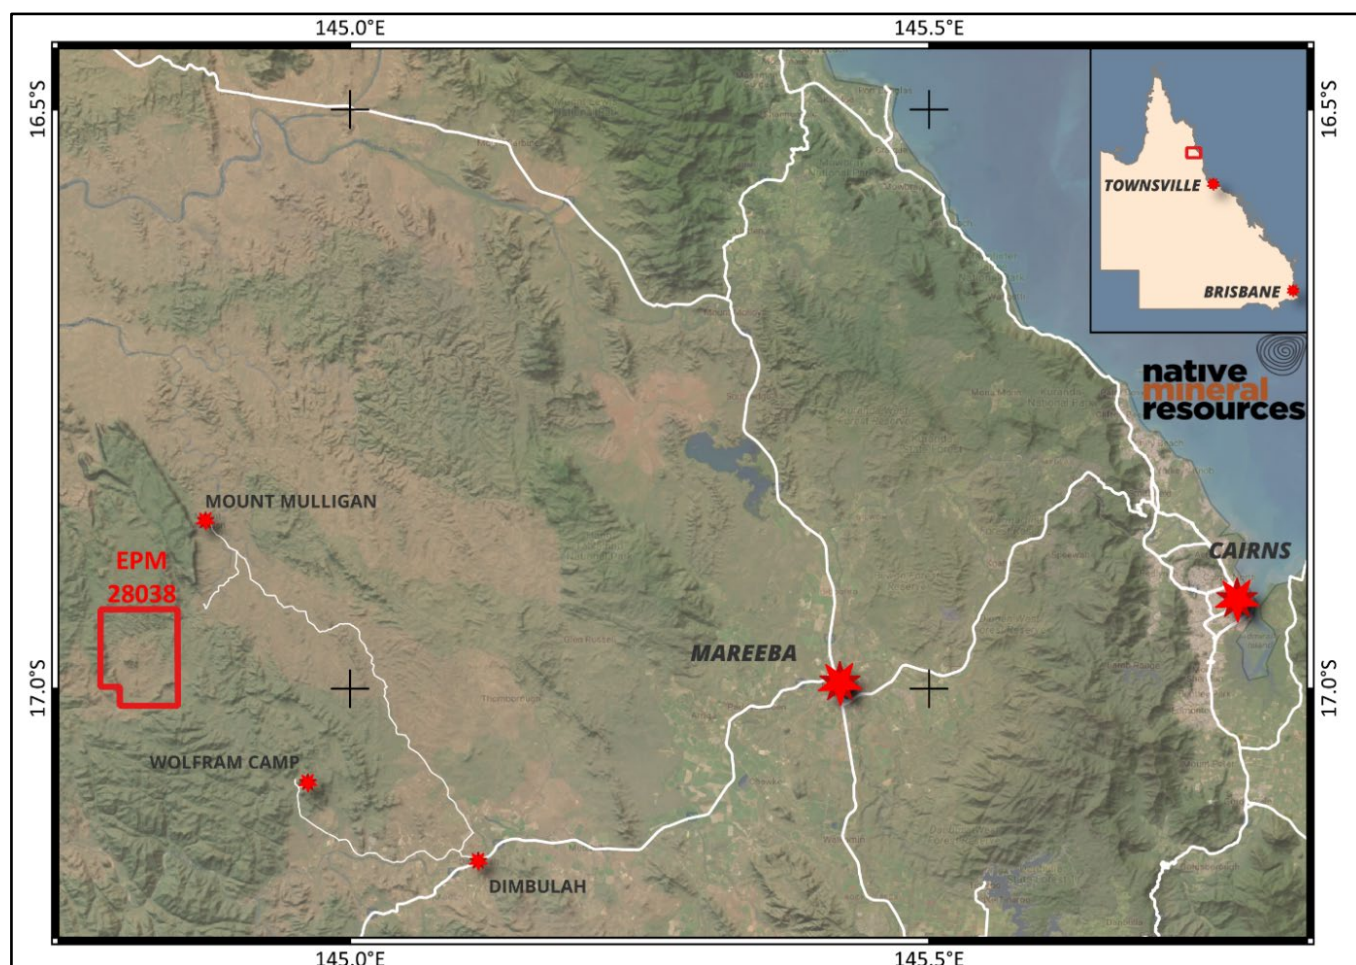 145.0°E
145.5°E
16.5°S
16.5°S
TOWNSVILLE
BRISBANE
native
mineral
resources
MOUNT MULLIGAN
EPM
28038
CAIRNS
MAREEBA
17.0°S
17.0°S
WOLFRAM CAMP
DIMBULAH
145.0°E
145.5°E